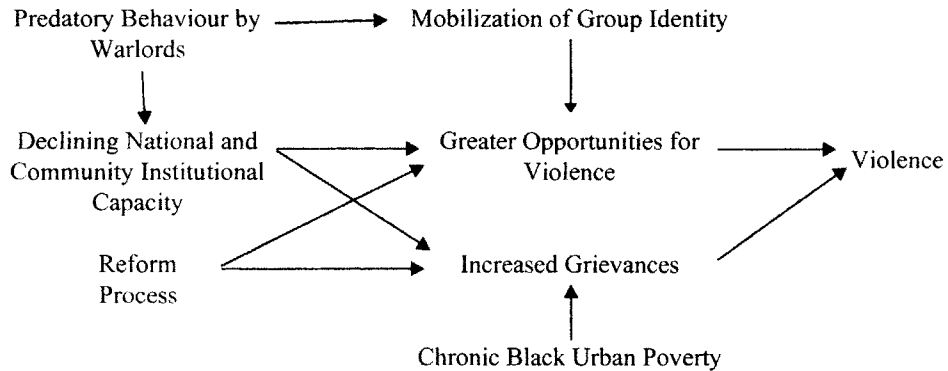 Predatory Behaviour by
Warlords
Mobilization of Group Identity
Declining National and
Community Institutional
Capacity
Greater Opportunities for
Violence
Violence
Reform
Process
Increased Grievances
Chronic Black Urban Poverty